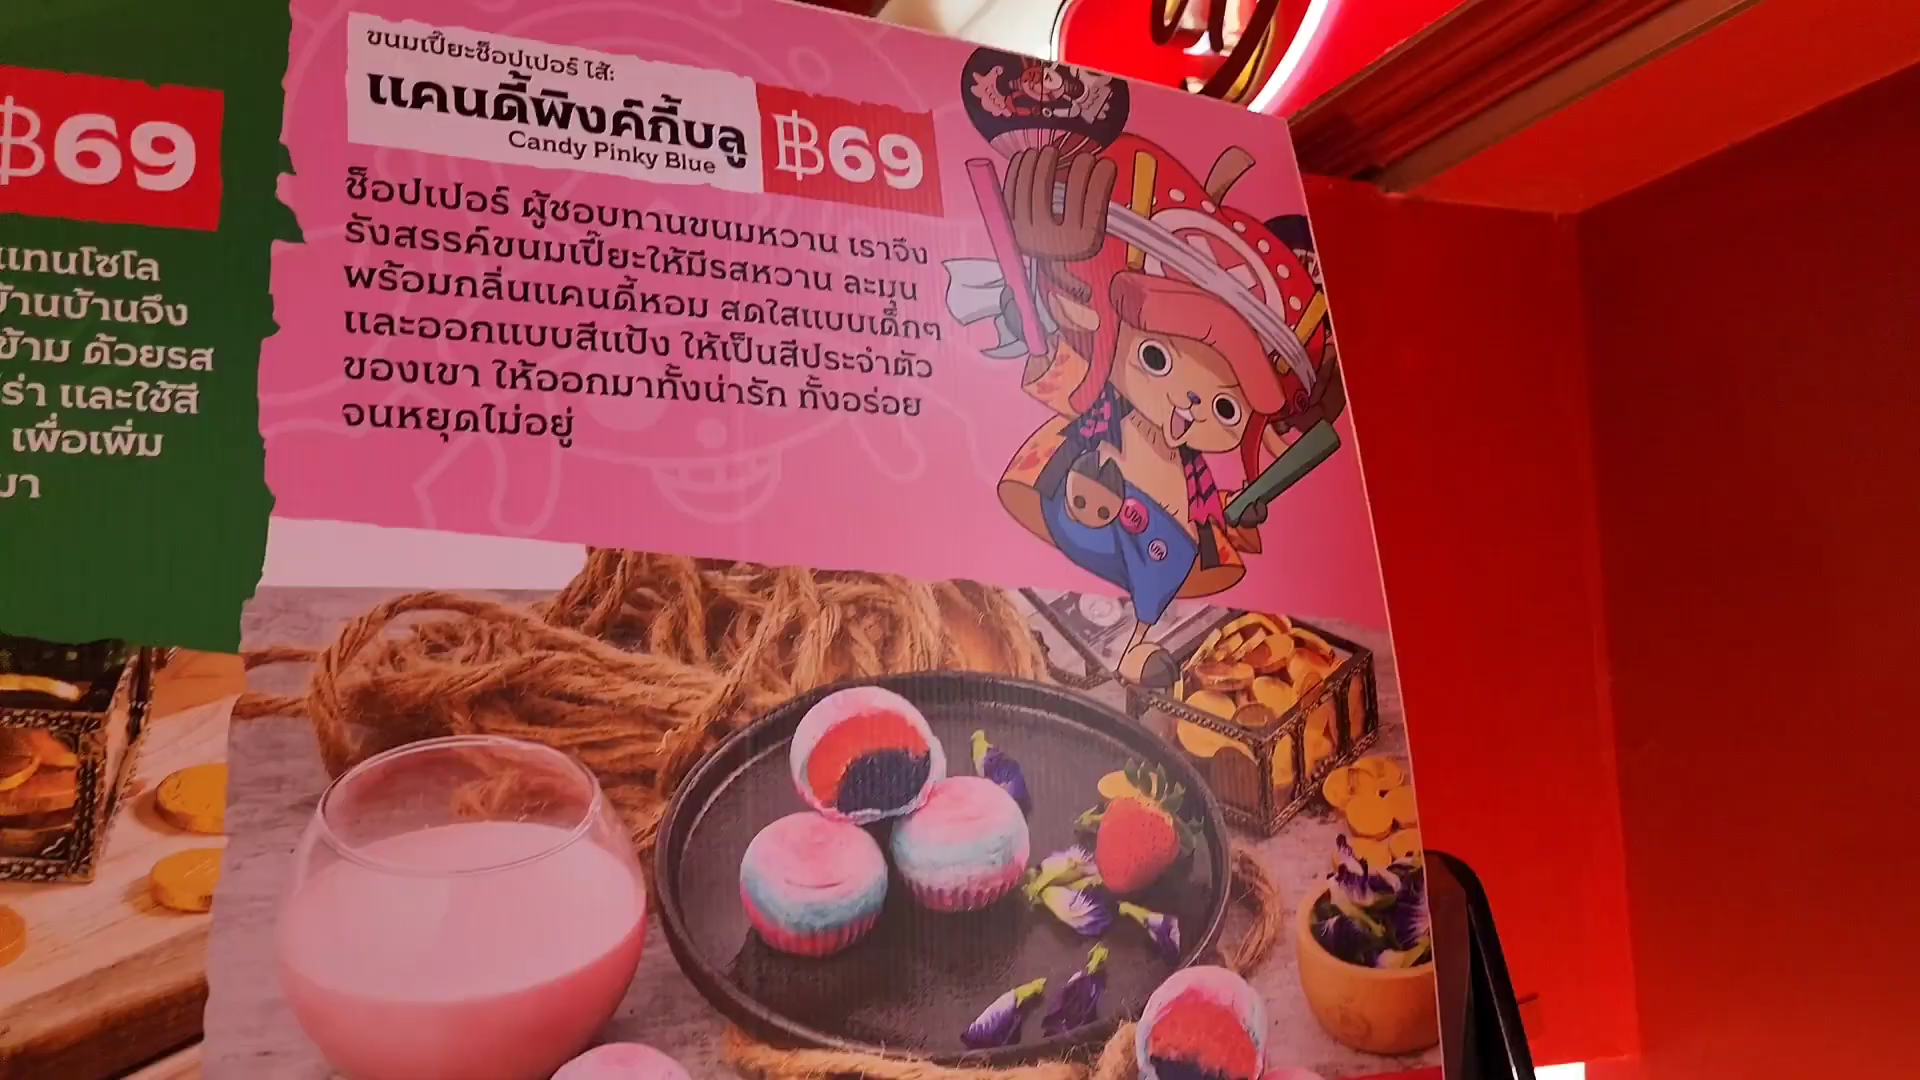 ฿69
แทนโซโล
บ้านบ้านจึง
ข้าม ด้วยรส
ร่า และใช้สี
เพื่อเพิ่ม
มา
ขนมเปี๊ยะช็อปเปอร์ ไส้:
แคนดี้พิงค์กี้บลู
Candy Pinky Blue
฿69
ช็อปเปอร์ ผู้ชอบทานขนมหวาน เราจึง
รังสรรค์ขนมเปี๊ยะให้มีรสหวาน ละมุน
พร้อมกลิ่นแคนดี้หอม สดใสแบบเด็กๆ
และออกแบบสีแป้ง ให้เป็นสีประจำตัว
ของเขา ให้ออกมาทั้งน่ารัก ทั้งอร่อย
จนหยุดไม่อยู่